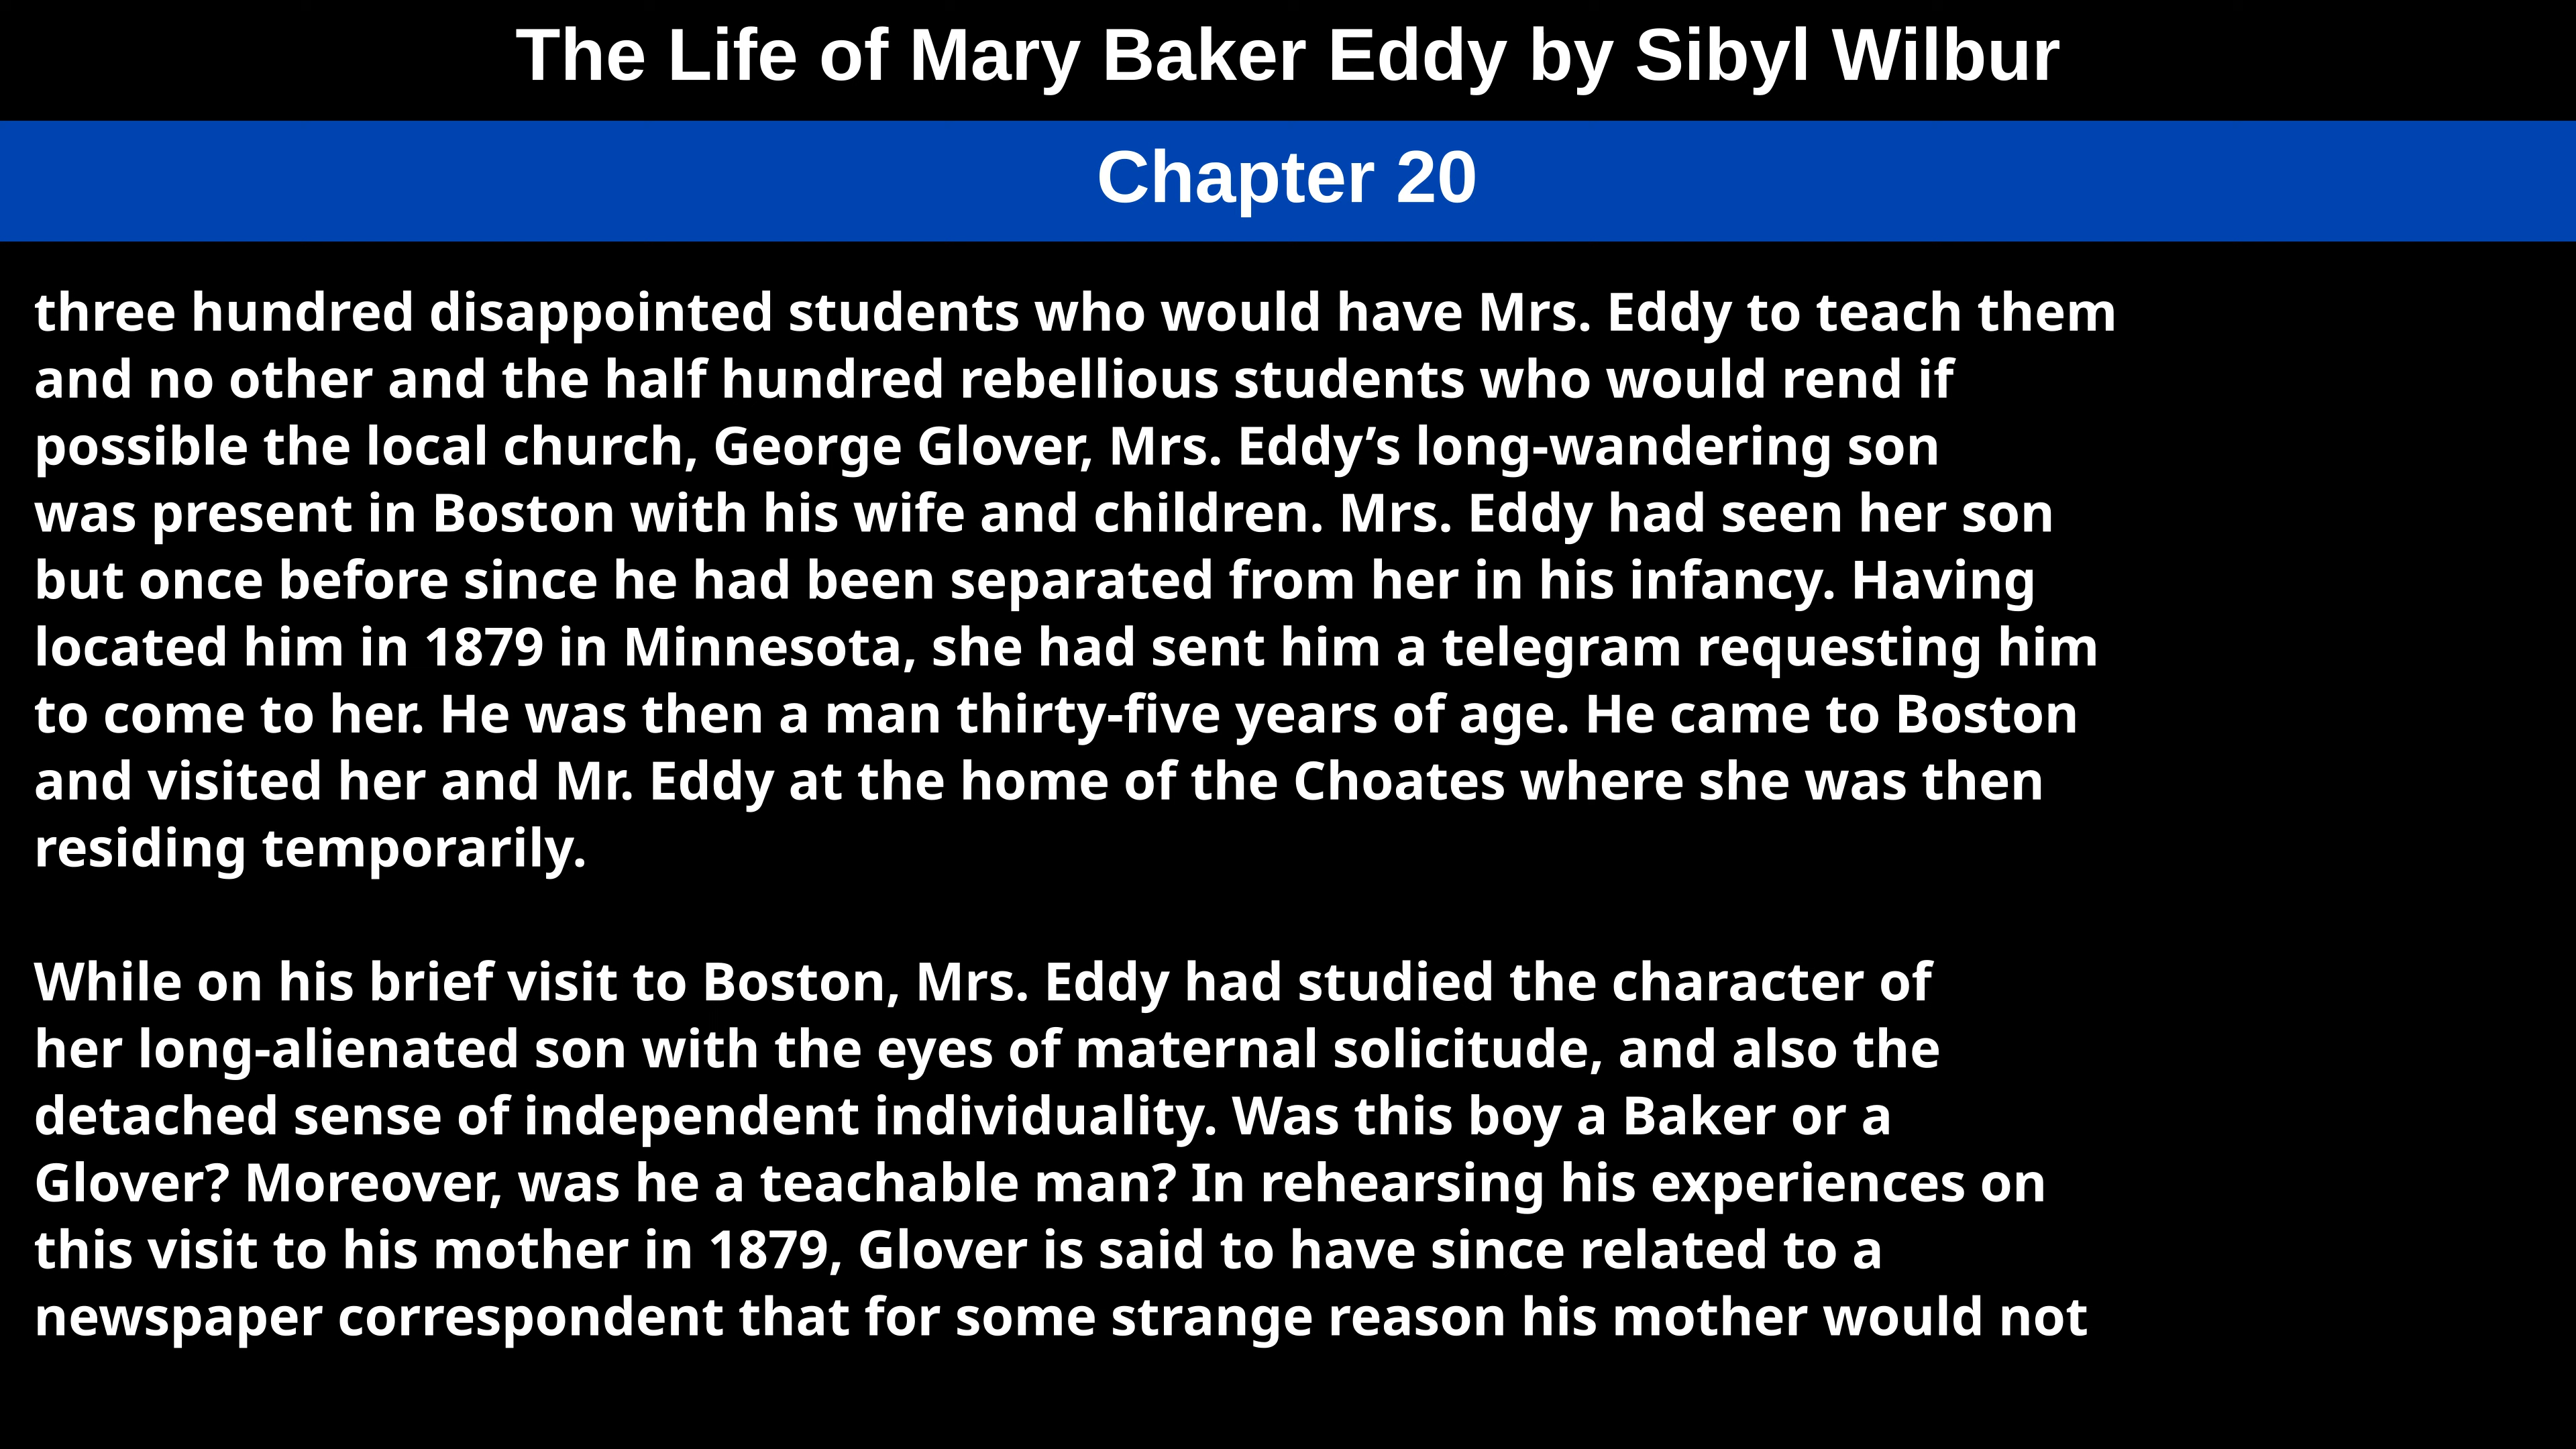 The Life of Mary Baker Eddy by Sibyl Wilbur
Chapter 20
three hundred disappointed students who would have Mrs. Eddy to teach them
and no other and the half hundred rebellious students who would rend if
possible the local church, George Glover, Mrs. Eddy’s long-wandering son
was present in Boston with his wife and children. Mrs. Eddy had seen her son
but once before since he had been separated from her in his infancy. Having
located him in 1879 in Minnesota, she had sent him a telegram requesting him
to come to her. He was then a man thirty-five years of age. He came to Boston
and visited her and Mr. Eddy at the home of the Choates where she was then
residing temporarily.
While on his brief visit to Boston, Mrs. Eddy had studied the character of
her long-alienated son with the eyes of maternal solicitude, and also the
detached sense of independent individuality. Was this boy a Baker or a
Glover? Moreover, was he a teachable man? In rehearsing his experiences on
this visit to his mother in 1879, Glover is said to have since related to a
newspaper correspondent that for some strange reason his mother would not